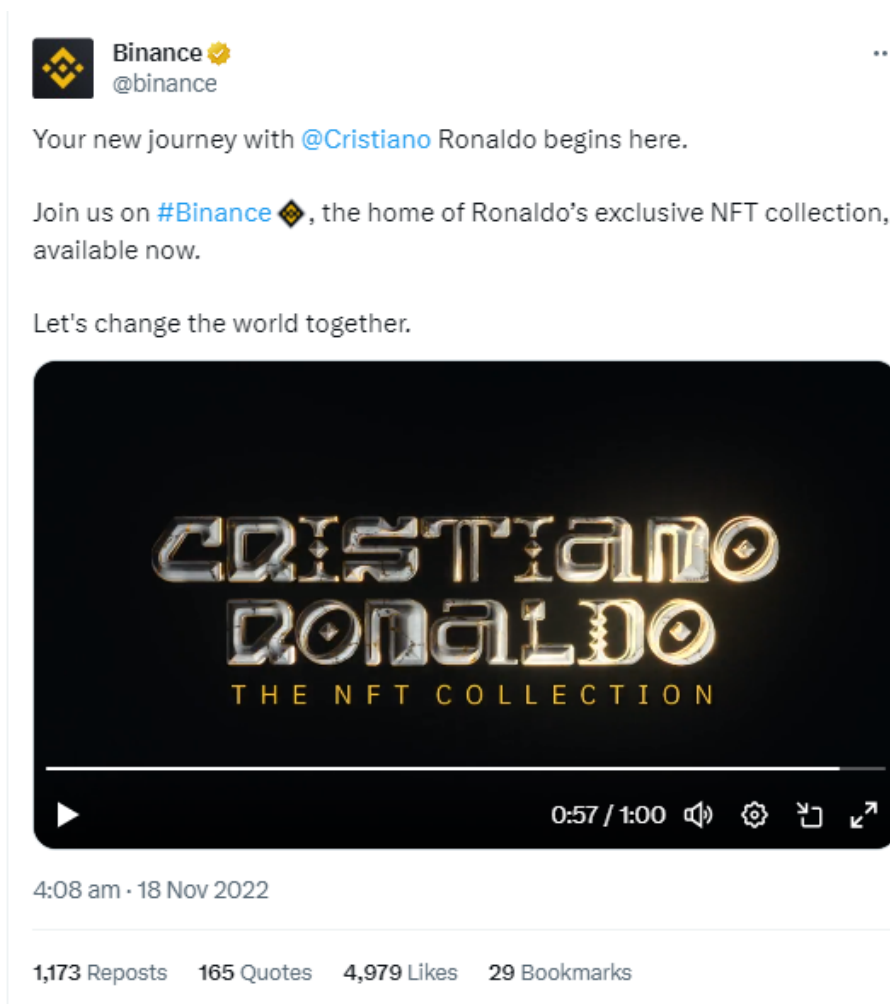 Binance
@binance
Your new journey with @Cristiano Ronaldo begins here.
Join us on #Binance , the home of Ronaldo’s exclusive NFT collection,
available now.
Let's change the world together.
CRISTIANO
RONALDO
THE NFT COLLECTION
0:57 / 1:00
4:08 am · 18 Nov 2022
1,173 Reposts 165 Quotes 4,979 Likes 29 Bookmarks